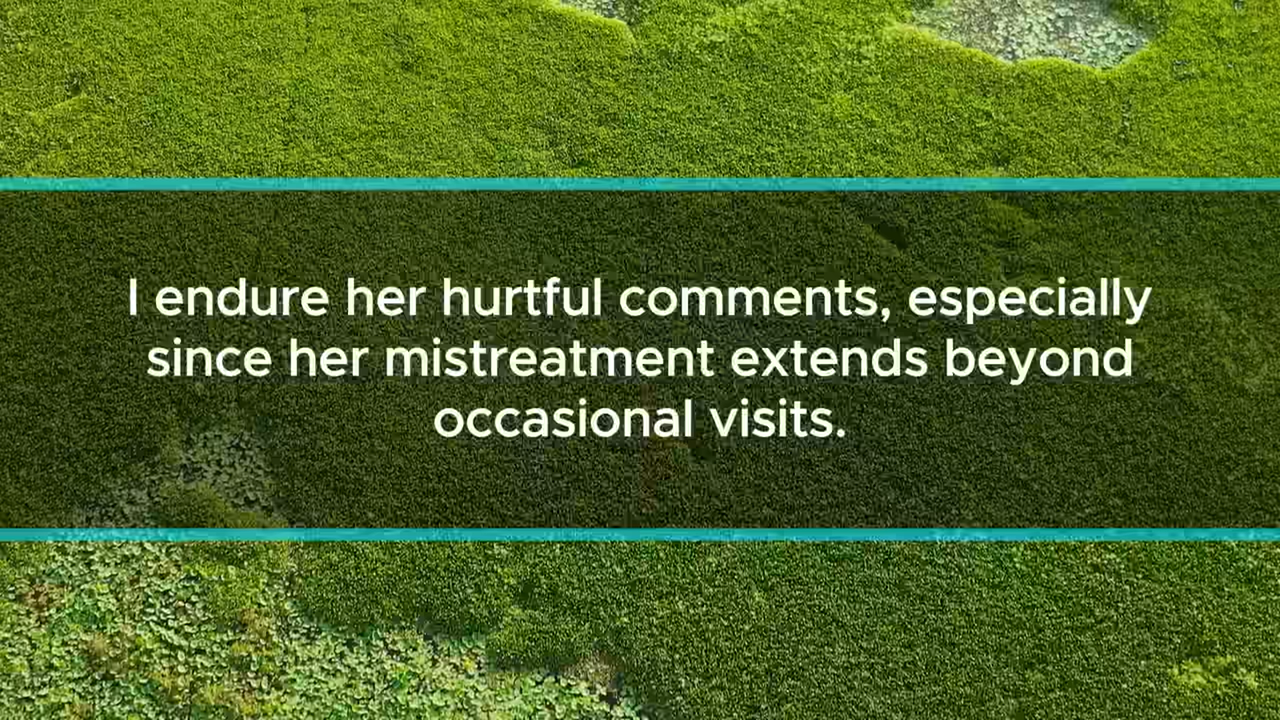 I endure her hurtful comments, especially
since her mistreatment extends beyond
occasional visits.